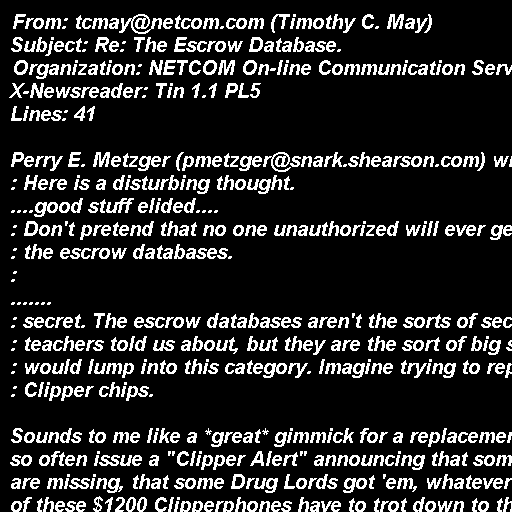 From: tcmay@netcom.com (Timothy C. May)
Subject: Re: The Escrow Database.
Organization: NETCOM On-line Communication Serv
X-Newsreader: Tin 1.1 PL5
Lines: 41

Perry E. Metzger (pmetzger@snark.shearson.com) wr
: Here is a disturbing thought.
....good stuff elided....
: Don't pretend that no one unauthorized will ever ge
: the escrow databases.
:
.......
: secret. The escrow databases aren't the sorts of sec
: teachers told us about, but they are the sort of big s
: would lump into this category. Imagine trying to rep
: Clipper chips.

Sounds to me like a *great* gimmick for a replacemen
so often issue a "Clipper Alert" announcing that som
are missing, that some Drug Lords got 'em, whatever
of these $1200 Clipperphones have to trot down to th